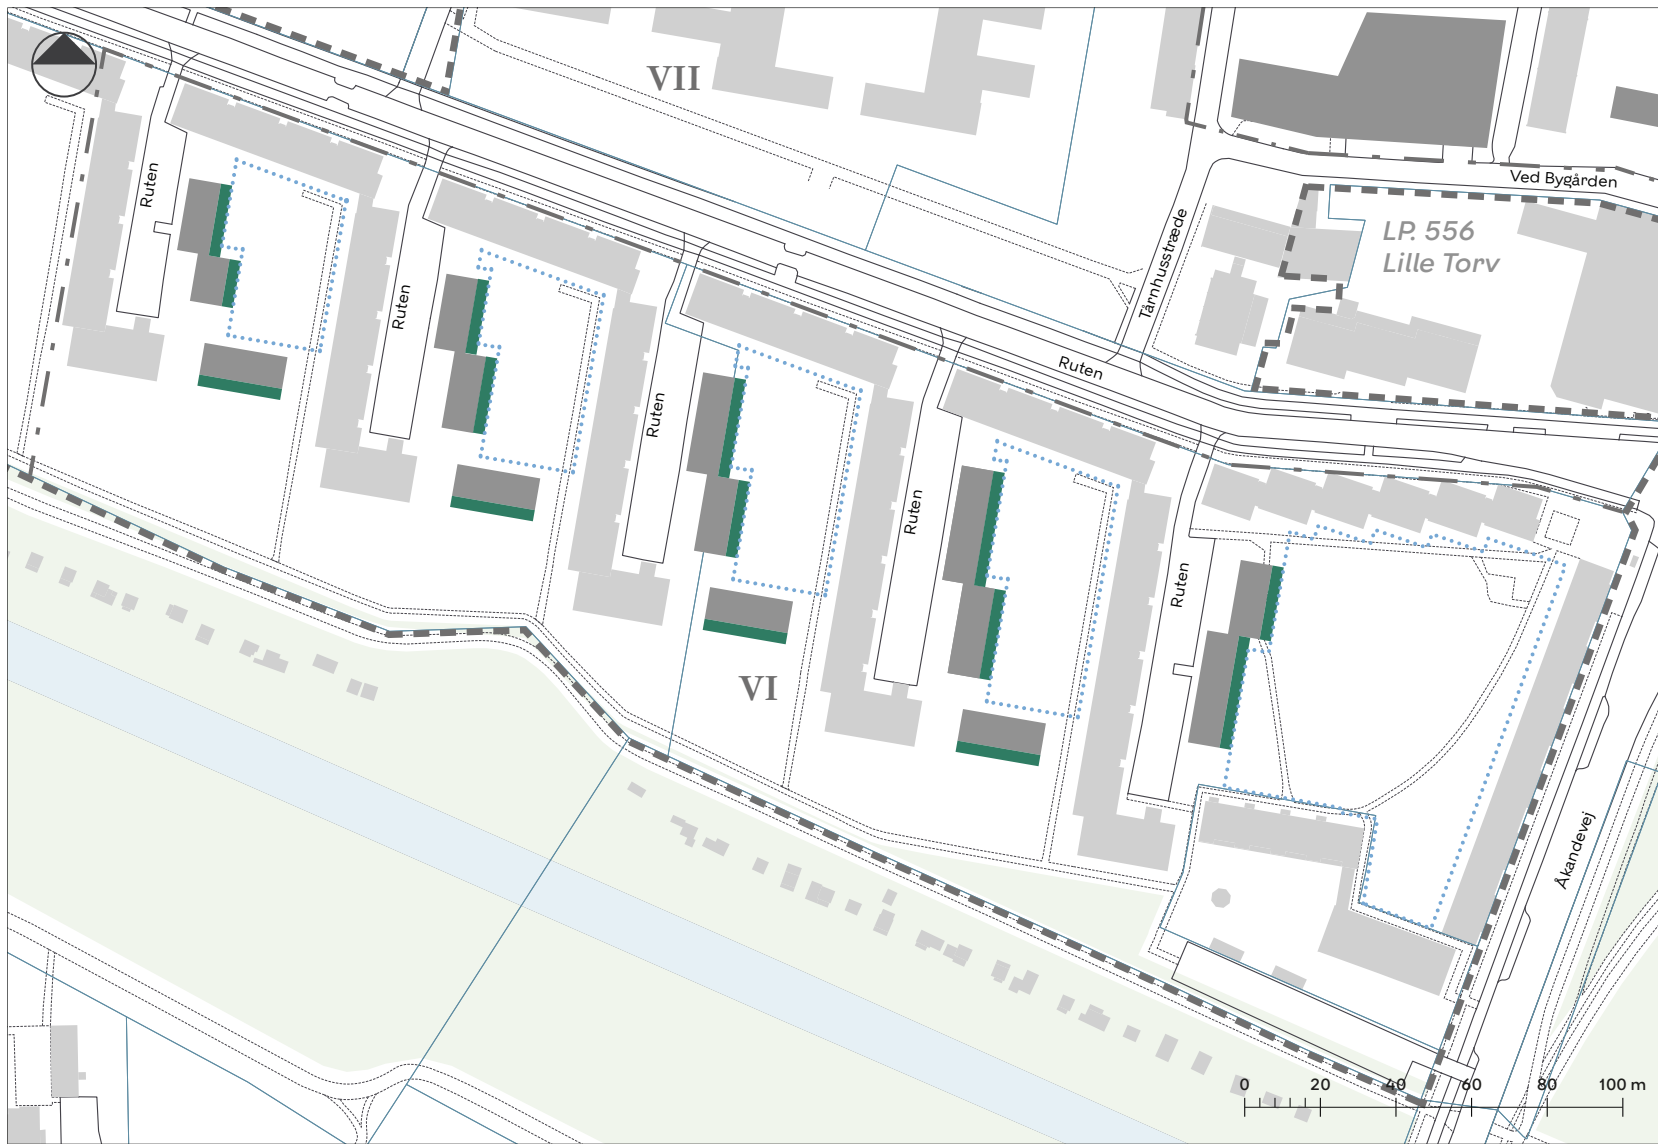 VII
Ved Bygården
LP. 556
Lille Torv
Tårnhusstræde
Ruten
Ruten
Ruten
Ruten
Ruten
Ruten
VI
Åkandevej
0 20 40 60 80 100 m